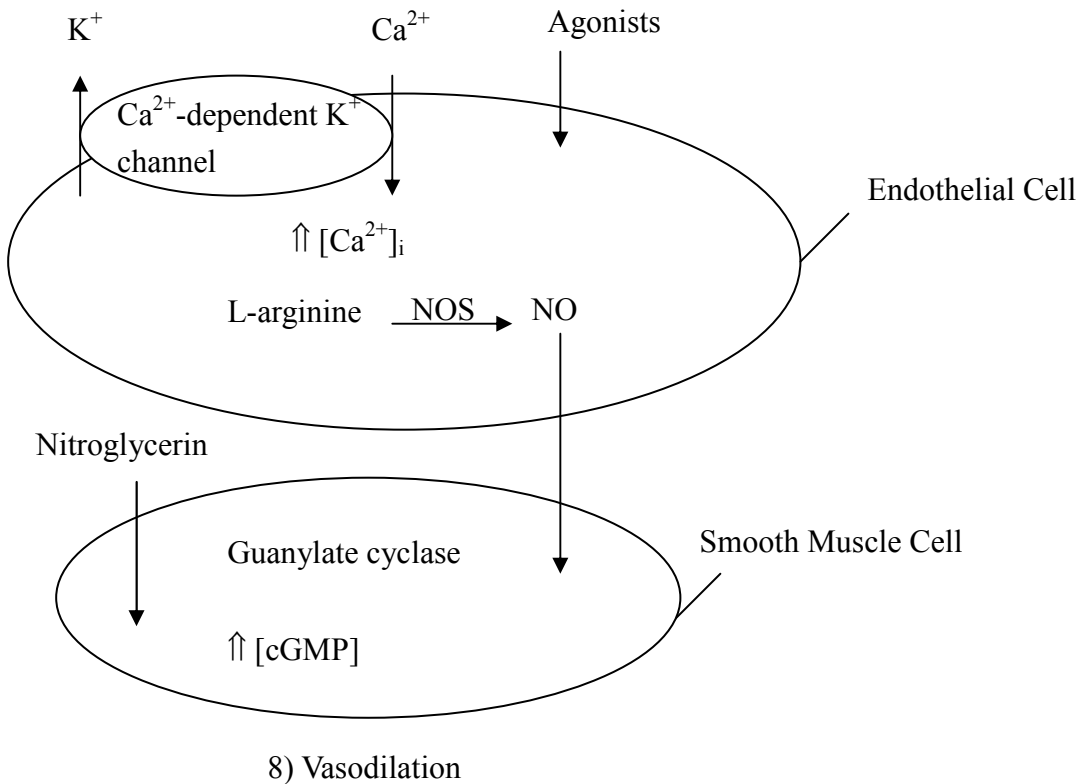 K⁺
Ca²⁺
Agonists
Ca²⁺-dependent K⁺
channel
Endothelial Cell
⇑ [Ca²⁺]ᵢ
L-arginine
NOS
NO
Nitroglycerin
Smooth Muscle Cell
Guanylate cyclase
⇑ [cGMP]
8) Vasodilation